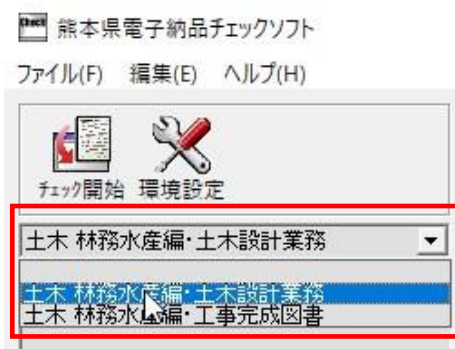 Check 熊本県電子納品チェックソフト
ファイル(F) 編集(E) ヘルプ(H)
チェック開始 環境設定
土木 林務水産編・土木設計業務
土木 林務水産編・土木設計業務
土木 林務水産編・工事完成図書